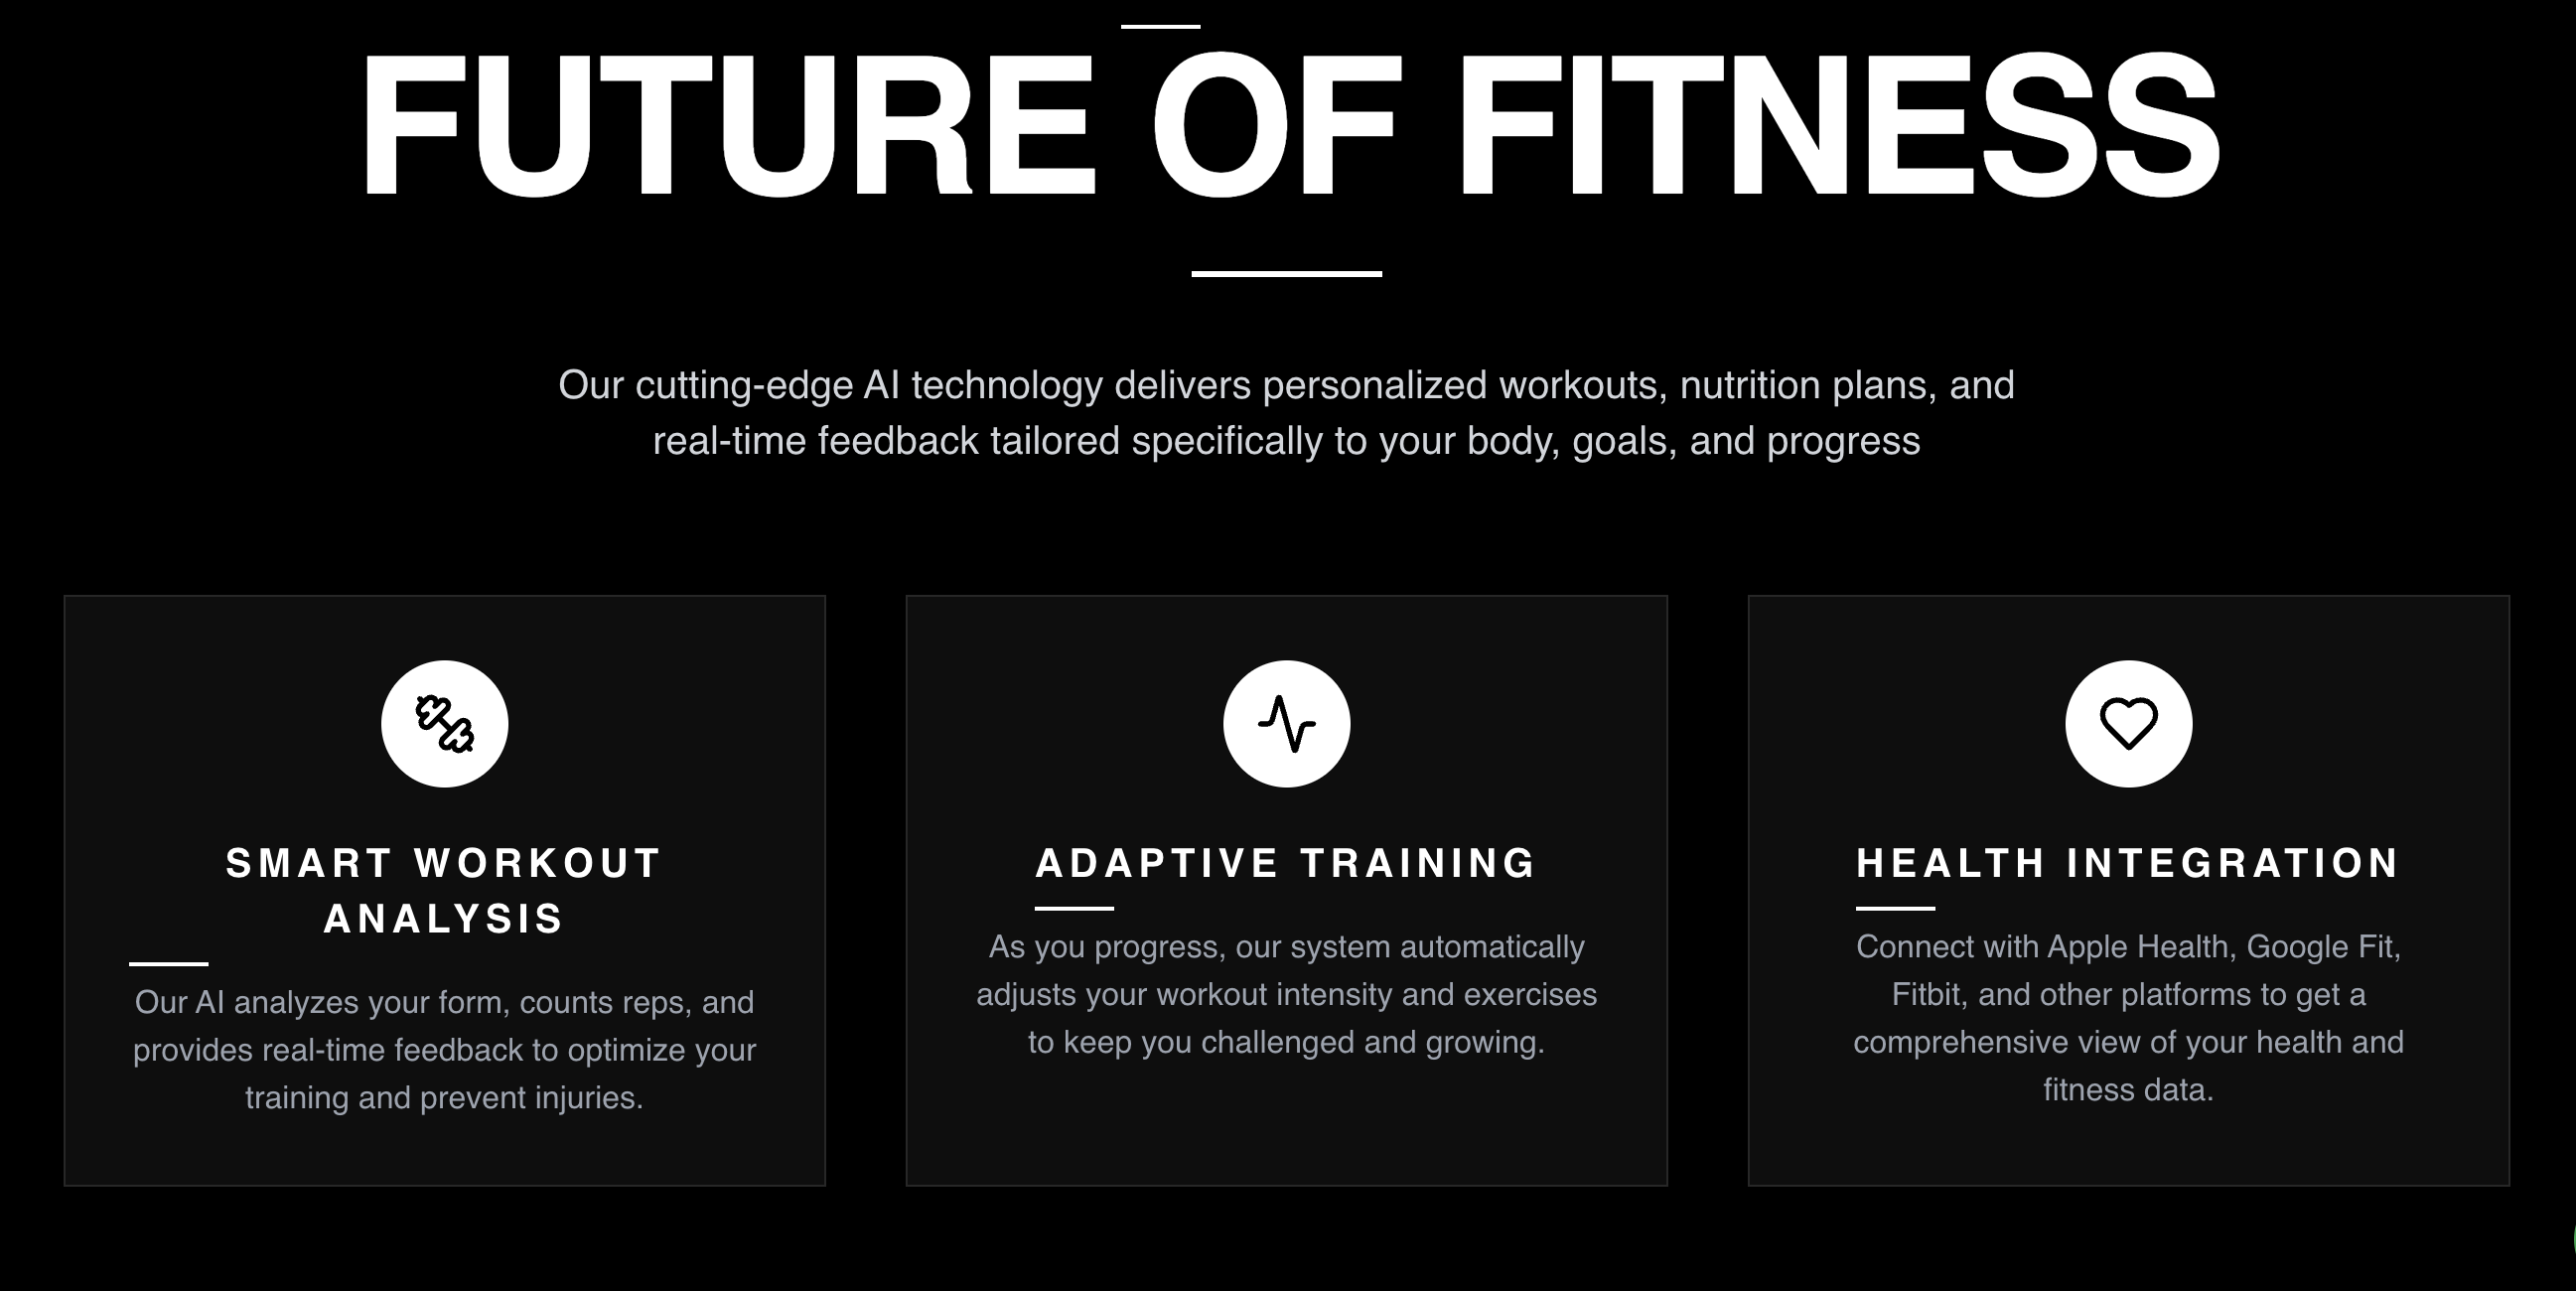 FUTURE OF FITNESS
Our cutting-edge AI technology delivers personalized workouts, nutrition plans, and
real-time feedback tailored specifically to your body, goals, and progress
SMART WORKOUT
ANALYSIS
Our AI analyzes your form, counts reps, and
provides real-time feedback to optimize your
training and prevent injuries.
ADAPTIVE TRAINING
As you progress, our system automatically
adjusts your workout intensity and exercises
to keep you challenged and growing.
HEALTH INTEGRATION
Connect with Apple Health, Google Fit,
Fitbit, and other platforms to get a
comprehensive view of your health and
fitness data.